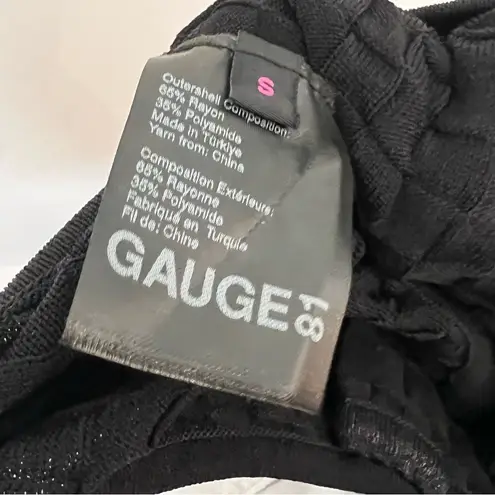 S
Outershell Composition:
65% Rayon
35% Polyamide
Made in Türkiye
Yarn from: China
Composition Extérieure:
65% Rayonne
35% Polyamide
Fabriqué en Turquie
Fil de: Chine
GAUGE81